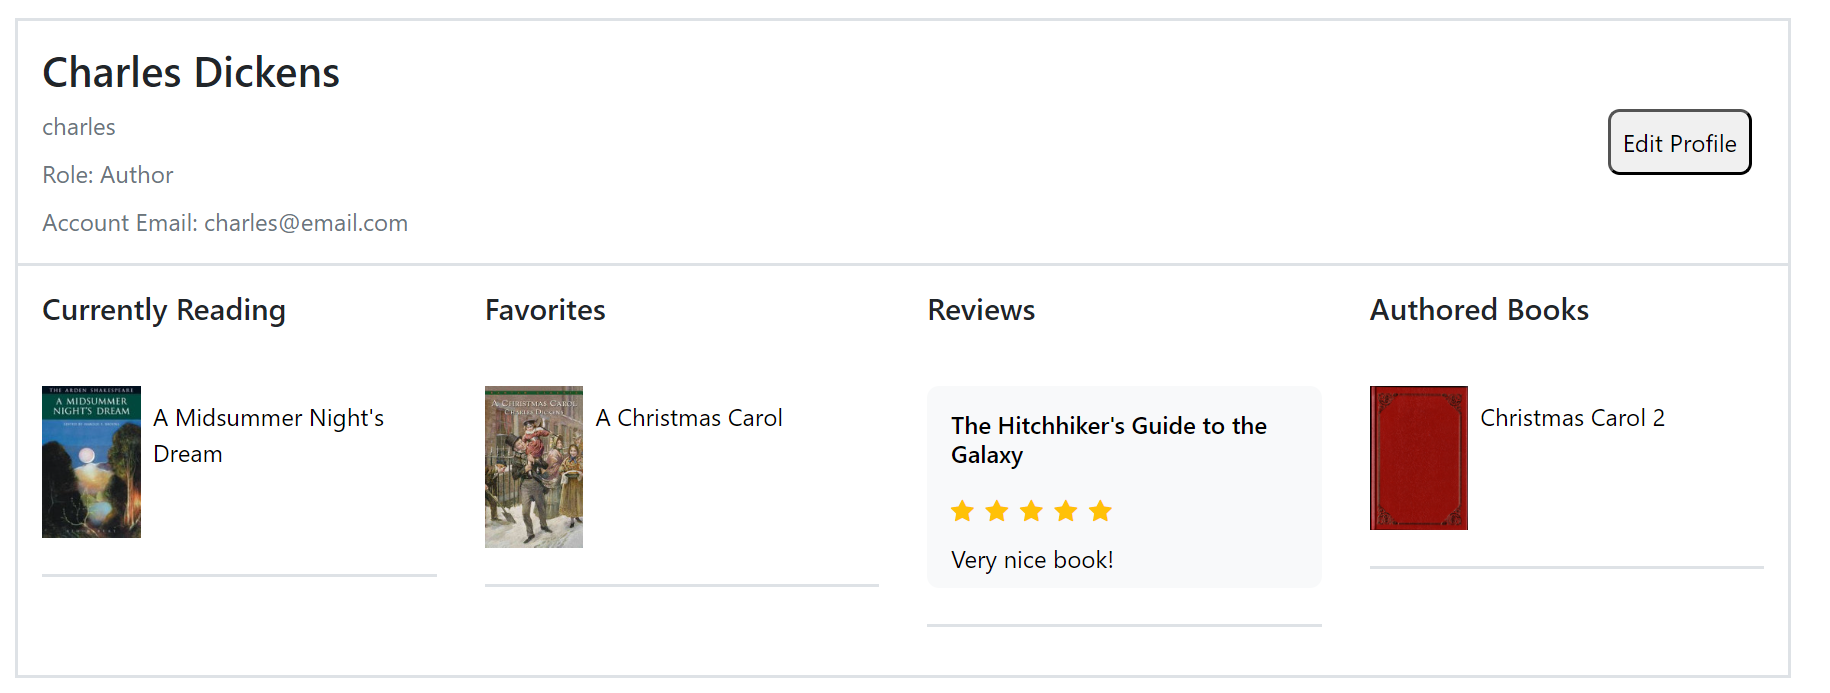 Charles Dickens
charles
Role: Author
Account Email: charles@email.com
Edit Profile
Currently Reading
THE ARDEN SHAKESPEARE
A MIDSUMMER
NIGHT'S DREAM
A Midsummer Night's
Dream
Favorites
A CHRISTMAS CAROL
CHARLES DICKENS
A Christmas Carol
Reviews
The Hitchhiker's Guide to the
Galaxy
Very nice book!
Authored Books
Christmas Carol 2